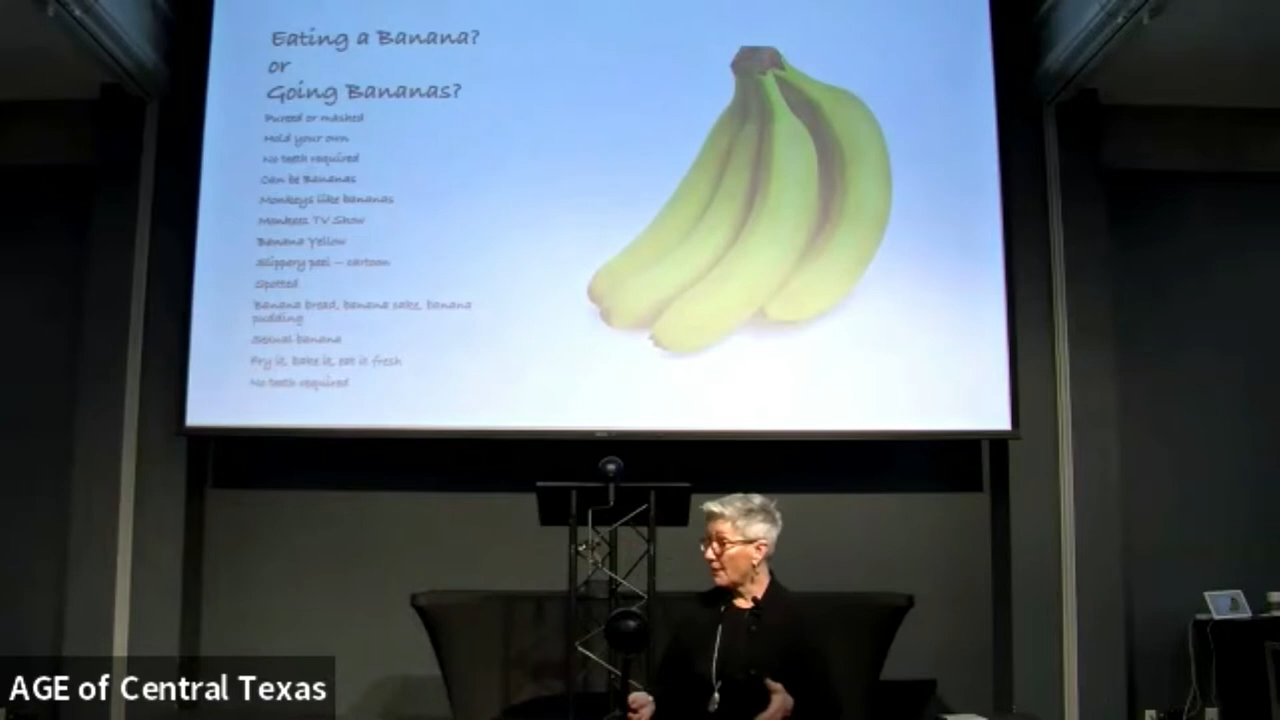 Eating a Banana?
or
Going Bananas?
Pureed or mashed
Hold your own
No teeth required
Can be Bananas
Monkeys like bananas
Monkees TV Show
Banana Yellow
Slippery peel — cartoon
Spotted
Banana bread, banana cake, banana
pudding
Sexual banana
Fry it, bake it, eat it fresh
No teeth required
AGE of Central Texas